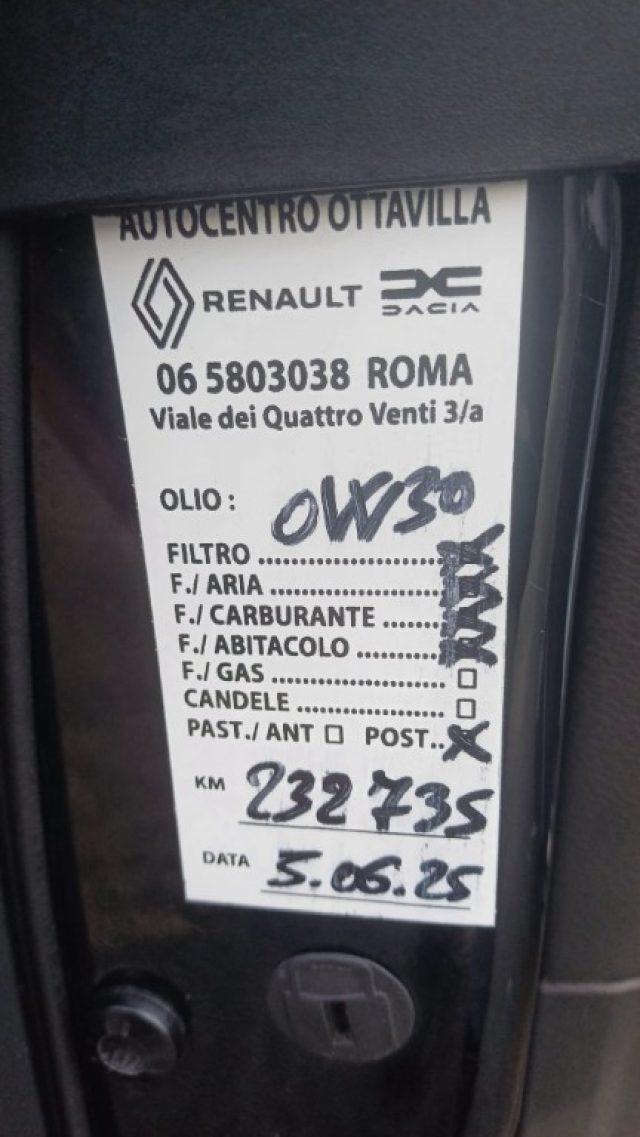 AUTOCENTRO OTTAVILLA
RENAULT DACIA
06 5803038 ROMA
Viale dei Quattro Venti 3/a
OLIO : 0W30
FILTRO
F./ ARIA
F./ CARBURANTE
F./ ABITACOLO
F./ GAS
CANDELE
PAST./ ANT □ POST.. X
KM 232735
DATA 5.06.25